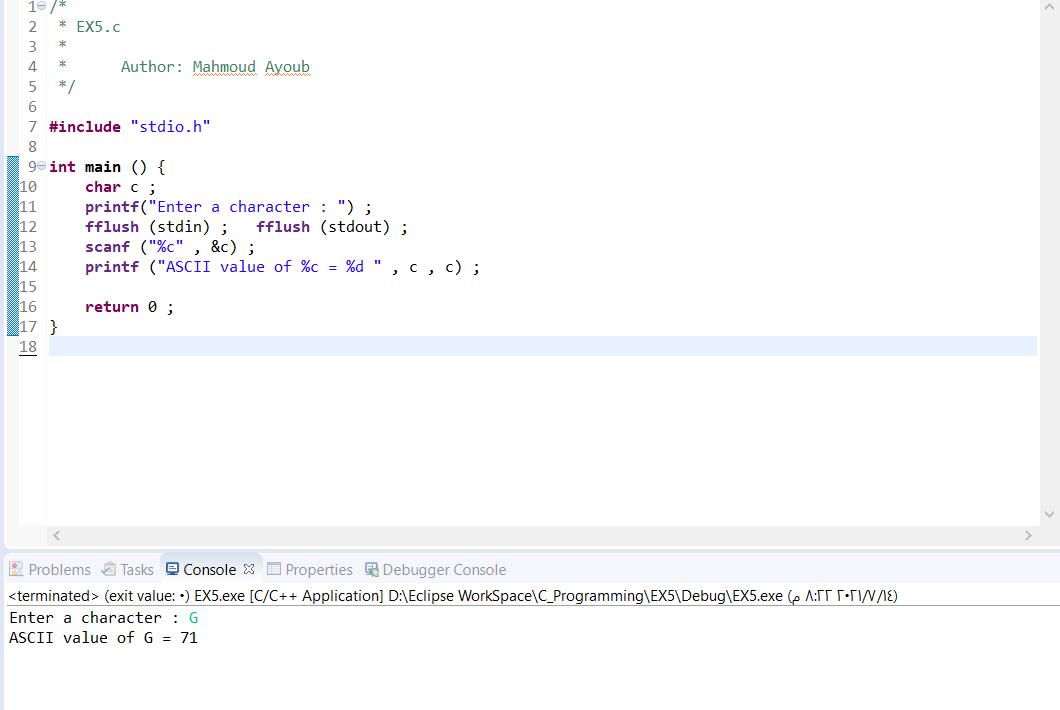 1 /*
2  * EX5.c
3  *
4  *      Author: Mahmoud Ayoub
5  */
6
7 #include "stdio.h"
8
9 int main () {
10     char c ;
11     printf("Enter a character : ") ;
12     fflush (stdin) ;   fflush (stdout) ;
13     scanf ("%c" , &c) ;
14     printf ("ASCII value of %c = %d " , c , c) ;
15
16     return 0 ;
17 }
18
Problems Tasks Console Properties Debugger Console
<terminated> (exit value: ٠) EX5.exe [C/C++ Application] D:\Eclipse WorkSpace\C_Programming\EX5\Debug\EX5.exe (١٤/٧/٢٠٢١ ٨:٢٢ م)
Enter a character : G
ASCII value of G = 71